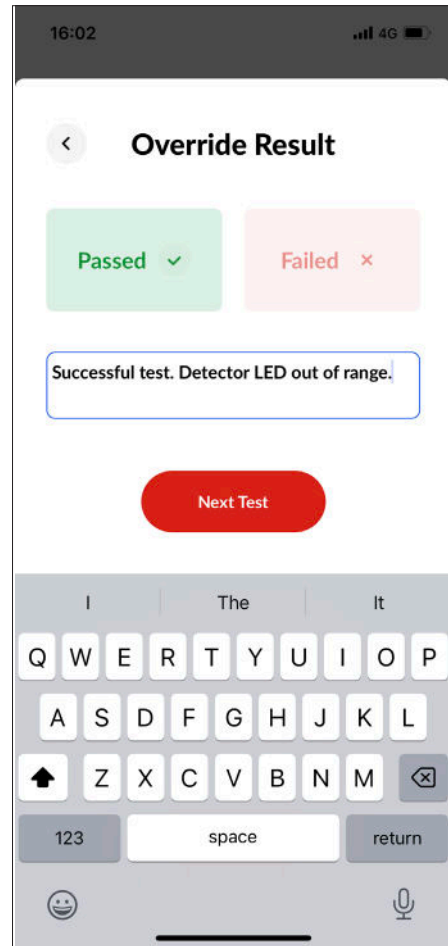 16:02 4G
Override Result
Passed Failed
Successful test. Detector LED out of range.
Next Test
I The It
Q W E R T Y U I O P
A S D F G H J K L
Z X C V B N M
123 space return